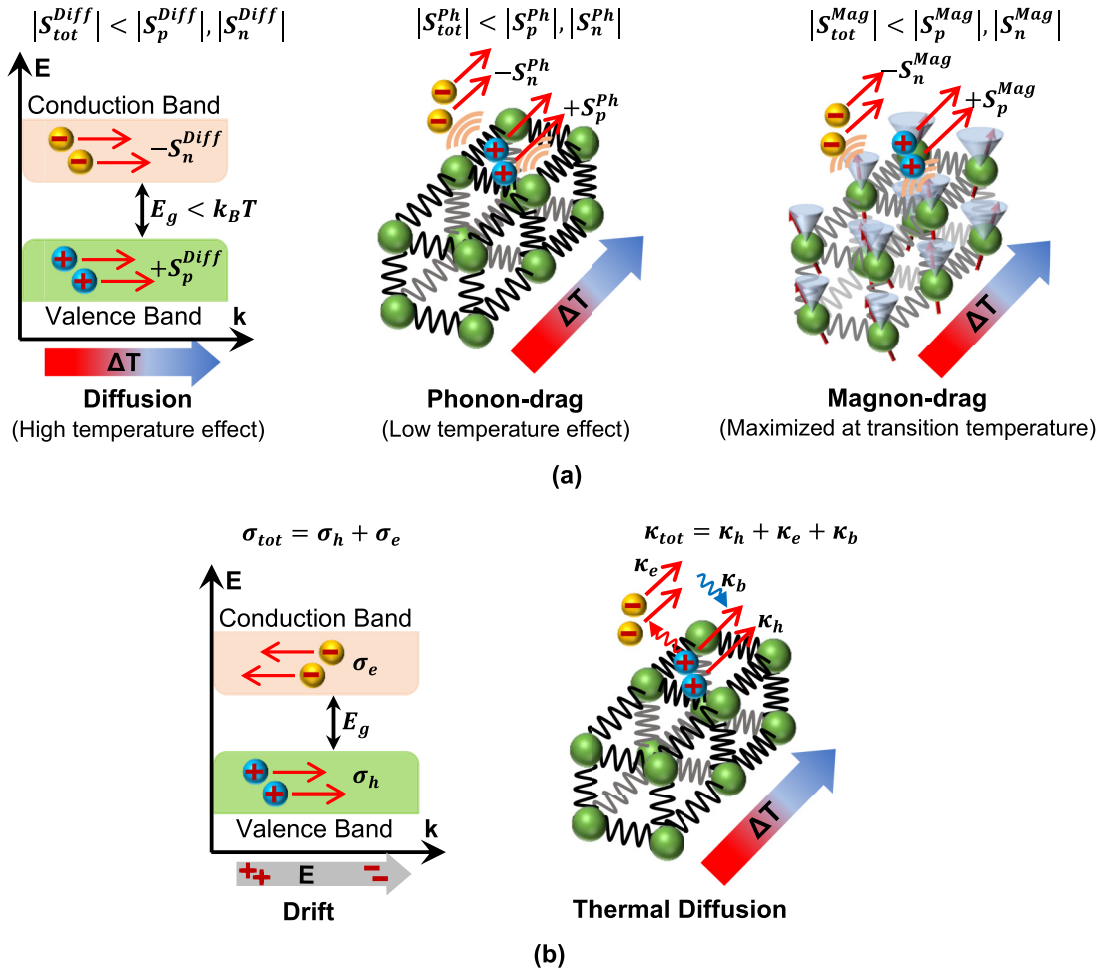 |S_tot^Diff| < |S_p^Diff|, |S_n^Diff|
E
Conduction Band
−S_n^Diff
E_g < k_B T
+S_p^Diff
Valence Band
k
ΔT
Diffusion
(High temperature effect)
|S_tot^Ph| < |S_p^Ph|, |S_n^Ph|
−S_n^Ph
+S_p^Ph
ΔT
Phonon-drag
(Low temperature effect)
|S_tot^Mag| < |S_p^Mag|, |S_n^Mag|
−S_n^Mag
+S_p^Mag
ΔT
Magnon-drag
(Maximized at transition temperature)
(a)
σ_tot = σ_h + σ_e
E
Conduction Band
σ_e
E_g
σ_h
Valence Band
k
++ E −−
Drift
κ_tot = κ_h + κ_e + κ_b
κ_e
κ_b
κ_h
ΔT
Thermal Diffusion
(b)